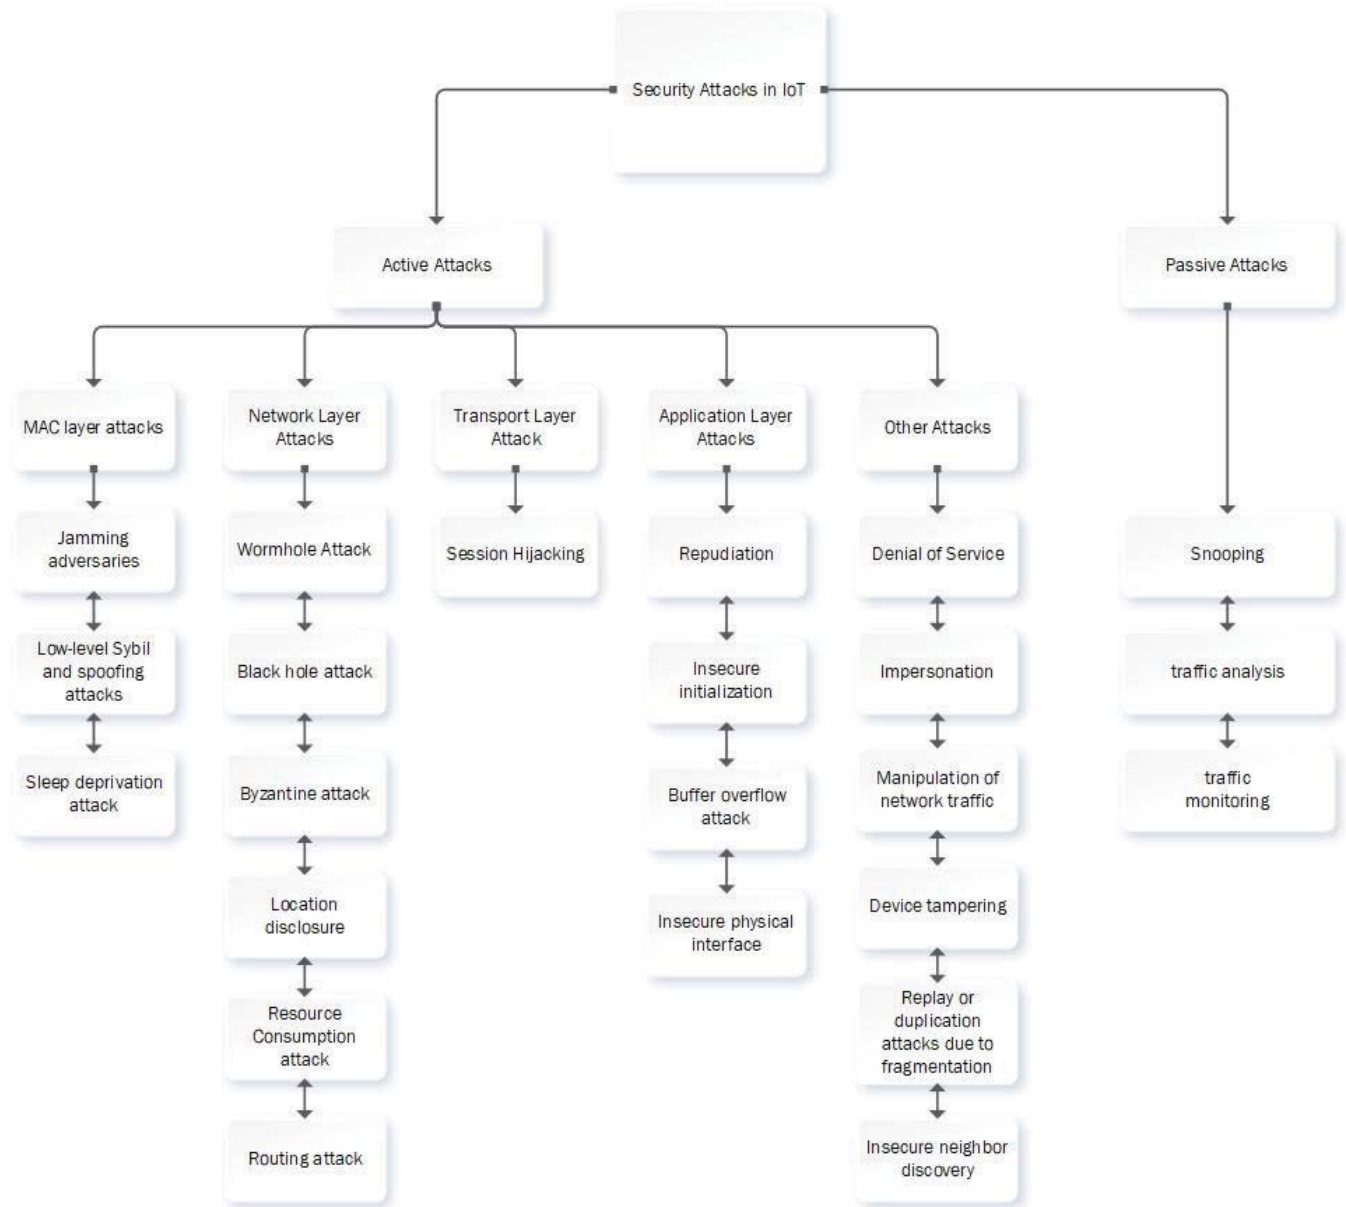 Security Attacks in IoT
Active Attacks
Passive Attacks
MAC layer attacks
Network Layer
Attacks
Transport Layer
Attack
Application Layer
Attacks
Other Attacks
Jamming
adversaries
Low-level Sybil
and spoofing
attacks
Sleep deprivation
attack
Wormhole Attack
Black hole attack
Byzantine attack
Location
disclosure
Resource
Consumption
attack
Routing attack
Session Hijacking
Repudiation
Insecure
initialization
Buffer overflow
attack
Insecure physical
interface
Denial of Service
Impersonation
Manipulation of
network traffic
Device tampering
Replay or
duplication
attacks due to
fragmentation
Insecure neighbor
discovery
Snooping
traffic analysis
traffic
monitoring